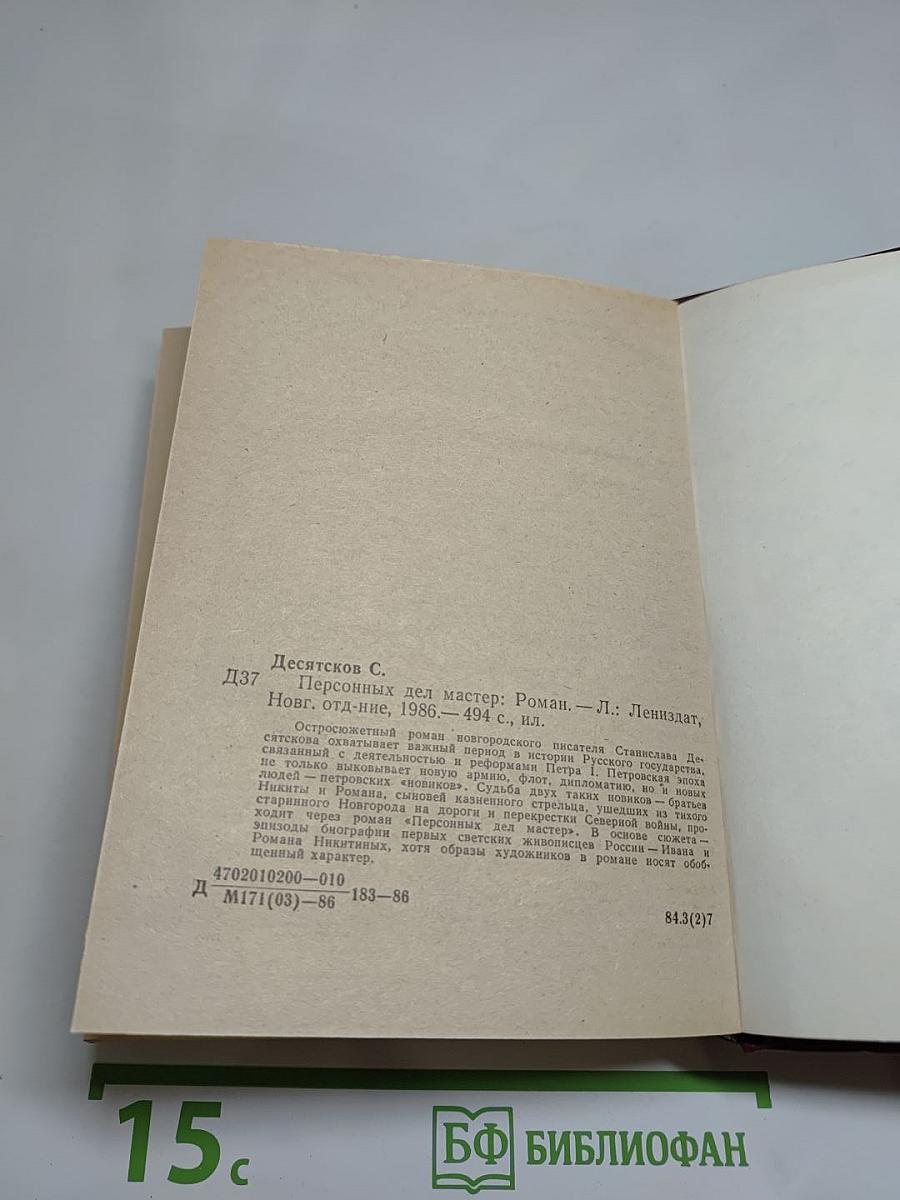 Десятсков С.
Д37
Персонных дел мастер: Роман. — Л.: Лениздат,
Новг. отд-ние, 1986.— 494 с., ил.
Остросюжетный роман новгородского писателя Станислава Де-
сятскова охватывает важный период в истории Русского государства,
связанный с деятельностью и реформами Петра I. Петровская эпоха
не только выковывает новую армию, флот, дипломатию, но и новых
людей — петровских «новиков». Судьба двух таких новиков — братьев
Никиты и Романа, сыновей казненного стрельца, ушедших из тихого
старинного Новгорода на дороги и перекрестки Северной войны, про-
ходит через роман «Персонных дел мастер». В основе сюжета —
эпизоды биографии первых светских живописцев России — Ивана и
Романа Никитиных, хотя образы художников в романе носят обоб-
щенный характер.
Д 4702010200—010
М171(03)—86 183—86
84.3(2)7
15 с
БФ БИБЛИОФАН